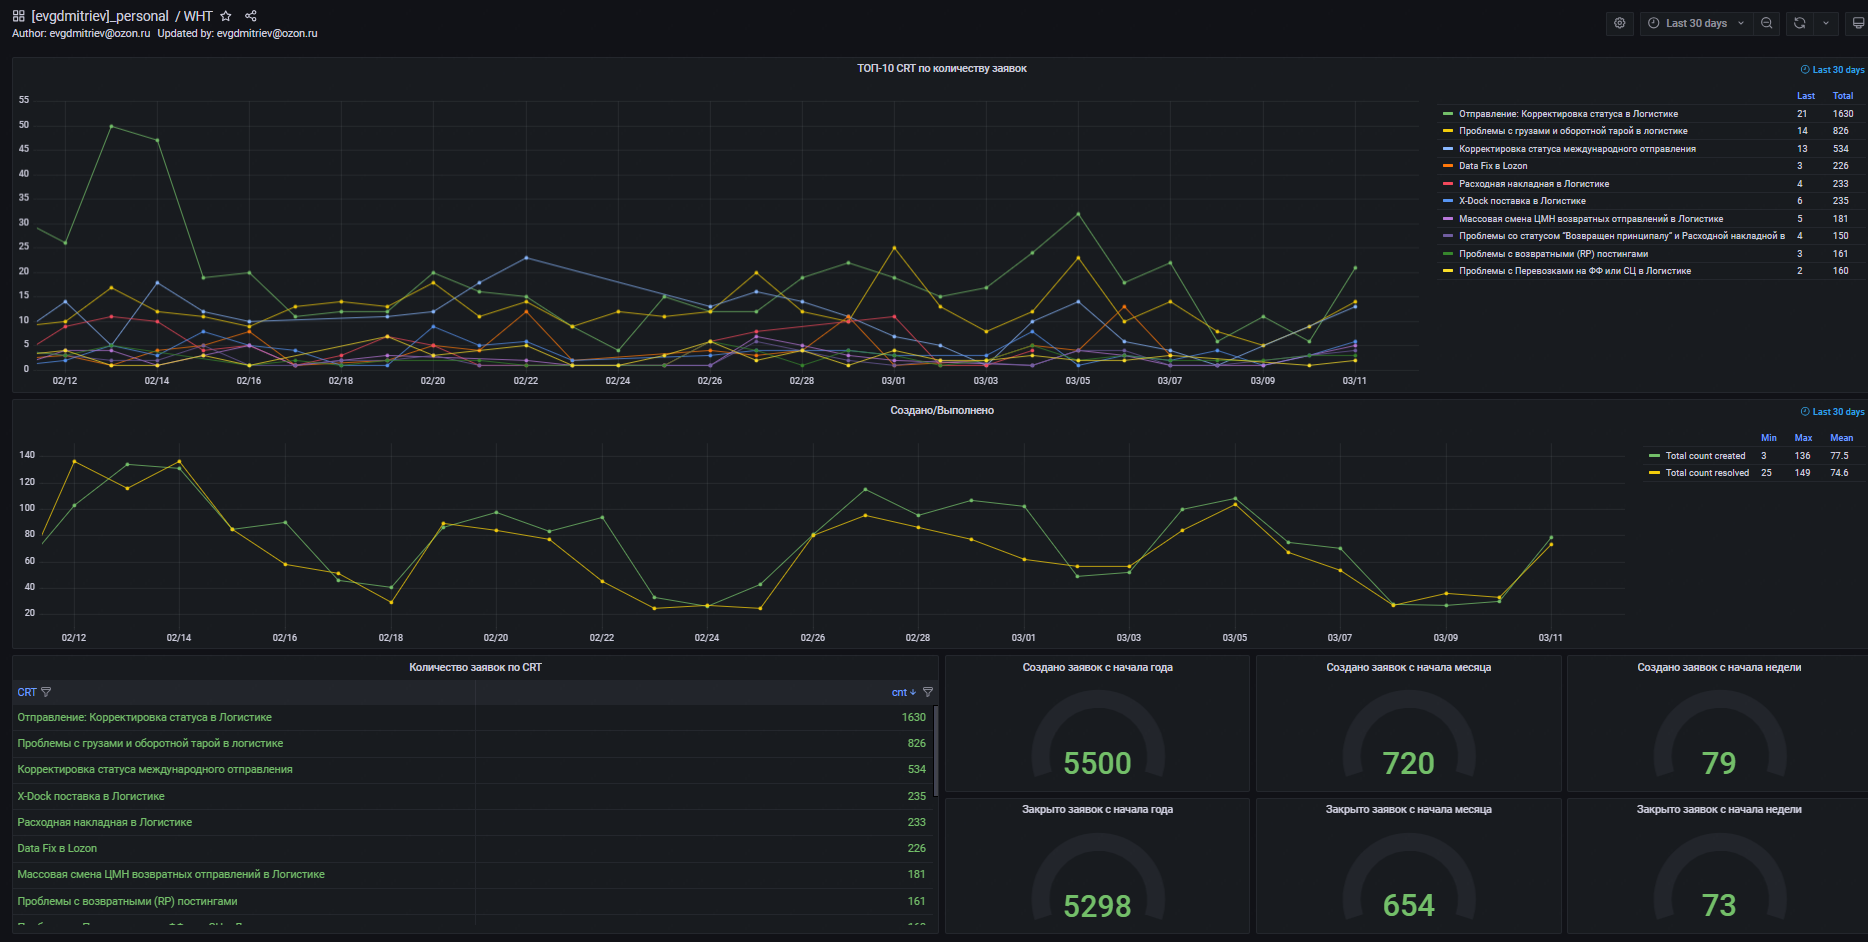 [evgdmitriev]_personal / WHT
Author: evgdmitriev@ozon.ru Updated by: evgdmitriev@ozon.ru
Last 30 days
ТОП-10 CRT по количеству заявок
Last 30 days
55
50
45
40
35
30
25
20
15
10
5
0
02/12 02/14 02/16 02/18 02/20 02/22 02/24 02/26 02/28 03/01 03/03 03/05 03/07 03/09 03/11
Last Total
Отправление: Корректировка статуса в Логистике 21 1630
Проблемы с грузами и оборотной тарой в логистике 14 826
Корректировка статуса международного отправления 13 534
Data Fix в Lozon 3 226
Расходная накладная в Логистике 4 233
X-Dock поставка в Логистике 6 235
Массовая смена ЦМН возвратных отправлений в Логистике 5 181
Проблемы со статусом "Возвращен принципалу" и Расходной накладной в 4 150
Проблемы с возвратными (RP) постингами 3 161
Проблемы с Перевозками на ФФ или СЦ в Логистике 2 160
Создано/Выполнено
Last 30 days
140
120
100
80
60
40
20
02/12 02/14 02/16 02/18 02/20 02/22 02/24 02/26 02/28 03/01 03/03 03/05 03/07 03/09 03/11
Min Max Mean
Total count created 3 136 77.5
Total count resolved 25 149 74.6
Количество заявок по CRT
CRT cnt
Отправление: Корректировка статуса в Логистике 1630
Проблемы с грузами и оборотной тарой в логистике 826
Корректировка статуса международного отправления 534
X-Dock поставка в Логистике 235
Расходная накладная в Логистике 233
Data Fix в Lozon 226
Массовая смена ЦМН возвратных отправлений в Логистике 181
Проблемы с возвратными (RP) постингами 161
Создано заявок с начала года
5500
Создано заявок с начала месяца
720
Создано заявок с начала недели
79
Закрыто заявок с начала года
5298
Закрыто заявок с начала месяца
654
Закрыто заявок с начала недели
73